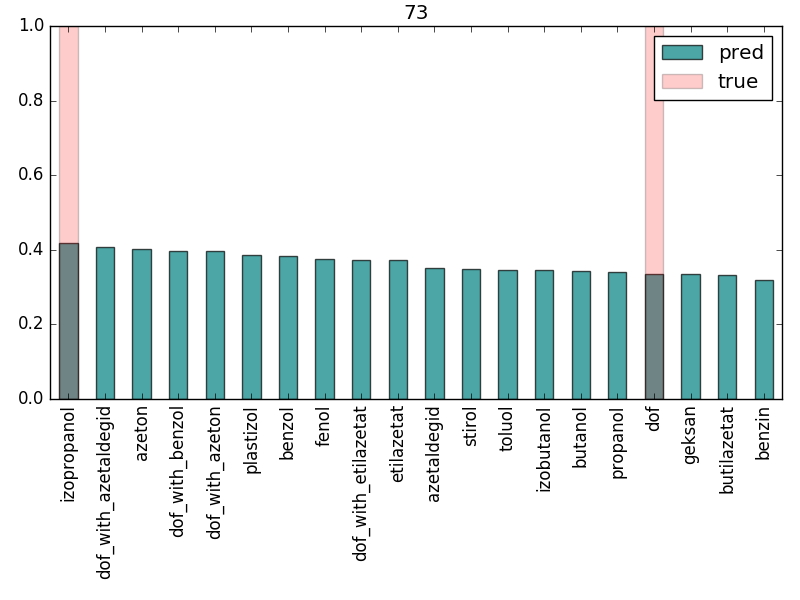 73
1.0
0.8
0.6
0.4
0.2
0.0
pred
true
izopropanol
dof_with_azetaldegid
azeton
dof_with_benzol
dof_with_azeton
plastizol
benzol
fenol
dof_with_etilazetat
etilazetat
azetaldegid
stirol
toluol
izobutanol
butanol
propanol
dof
geksan
butilazetat
benzin